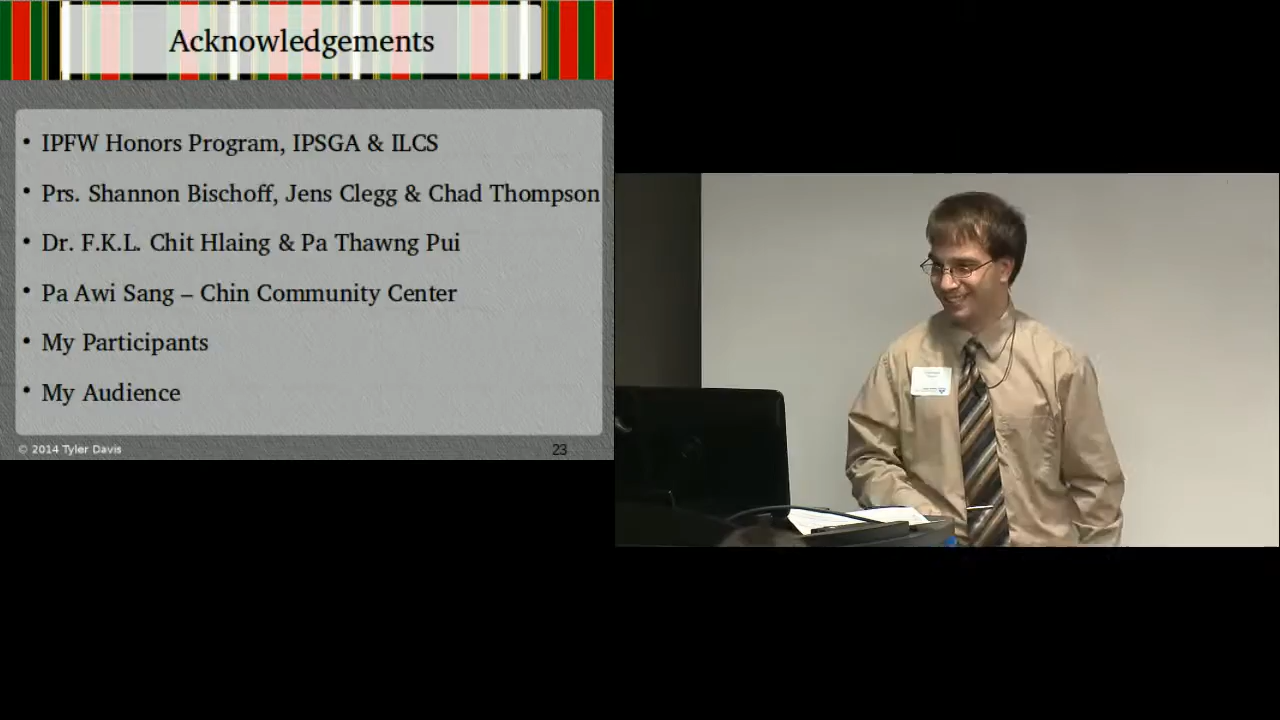 Acknowledgements
• IPFW Honors Program, IPSGA & ILCS
• Prs. Shannon Bischoff, Jens Clegg & Chad Thompson
• Dr. F.K.L. Chit Hlaing & Pa Thawng Pui
• Pa Awi Sang – Chin Community Center
• My Participants
• My Audience
© 2014 Tyler Davis
23